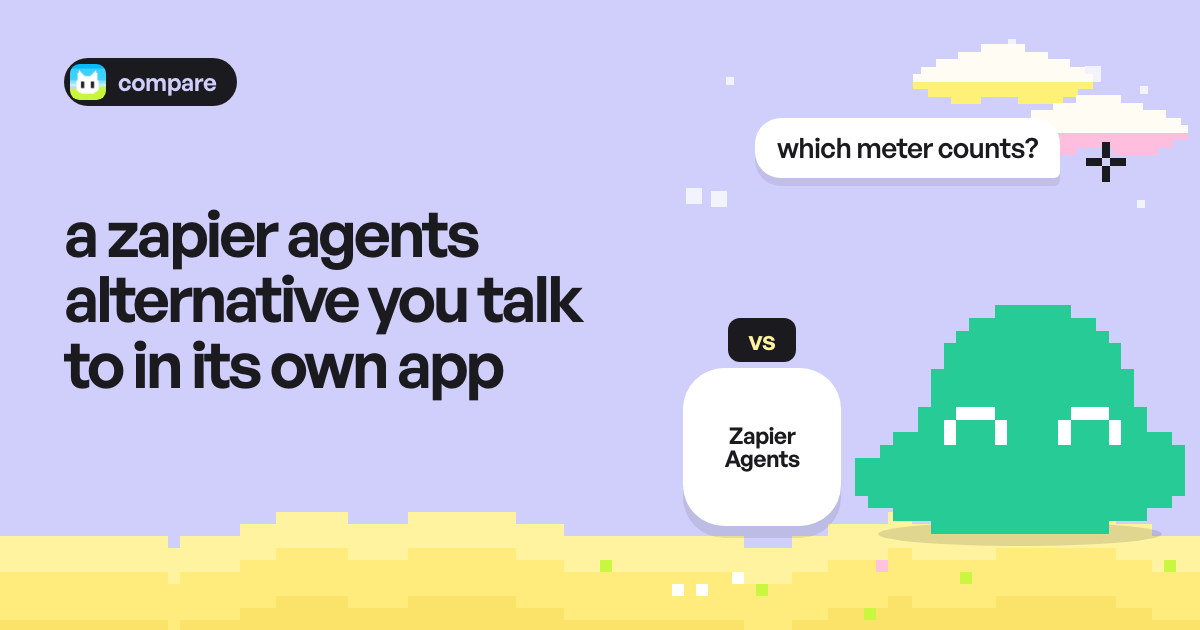 compare
which meter counts?
a zapier agents
alternative you talk
to in its own app
vs
Zapier
Agents